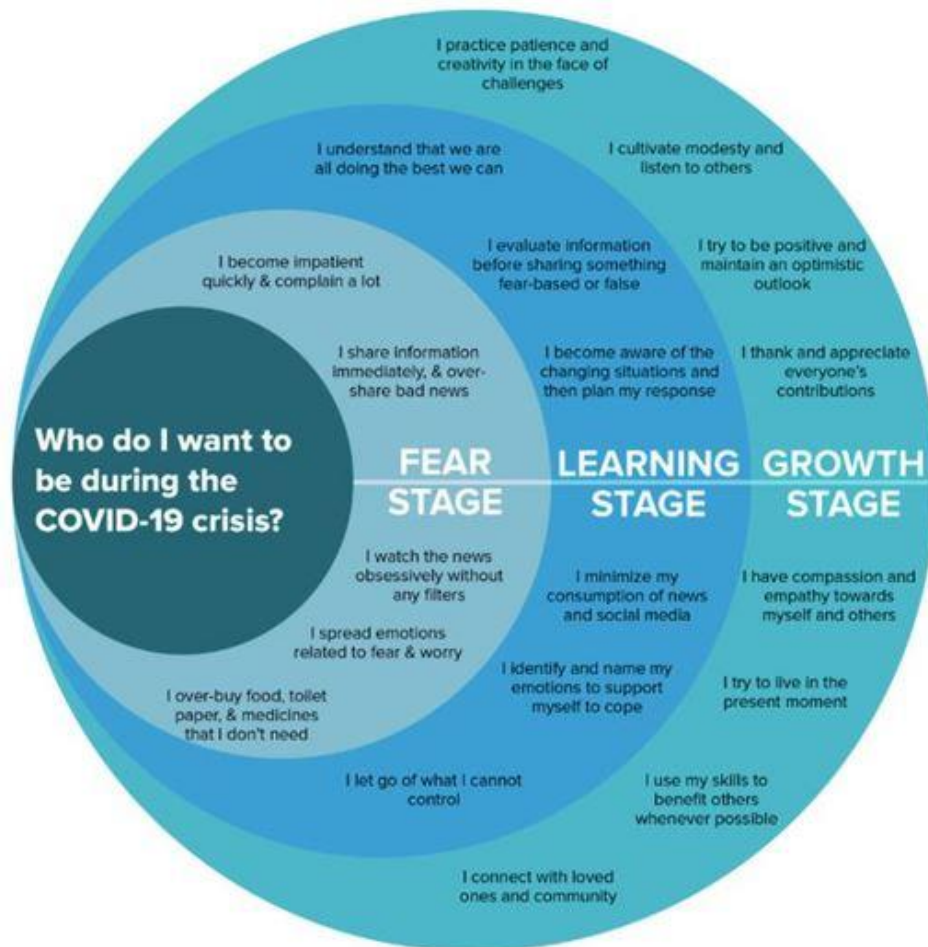 I practice patience and
creativity in the face of
challenges
I understand that we are
all doing the best we can
I cultivate modesty and
listen to others
I become impatient
quickly & complain a lot
I evaluate information
before sharing something
fear-based or false
I try to be positive and
maintain an optimistic
outlook
I share information
immediately, & over-
share bad news
I become aware of the
changing situations and
then plan my response
I thank and appreciate
everyone's
contributions
Who do I want to
be during the
COVID-19 crisis?
FEAR
STAGE
LEARNING
STAGE
GROWTH
STAGE
I watch the news
obsessively without
any filters
I minimize my
consumption of news
and social media
I have compassion and
empathy towards
myself and others
I spread emotions
related to fear & worry
I identify and name my
emotions to support
myself to cope
I try to live in the
present moment
I over-buy food, toilet
paper, & medicines
that I don't need
I let go of what I cannot
control
I use my skills to
benefit others
whenever possible
I connect with loved
ones and community